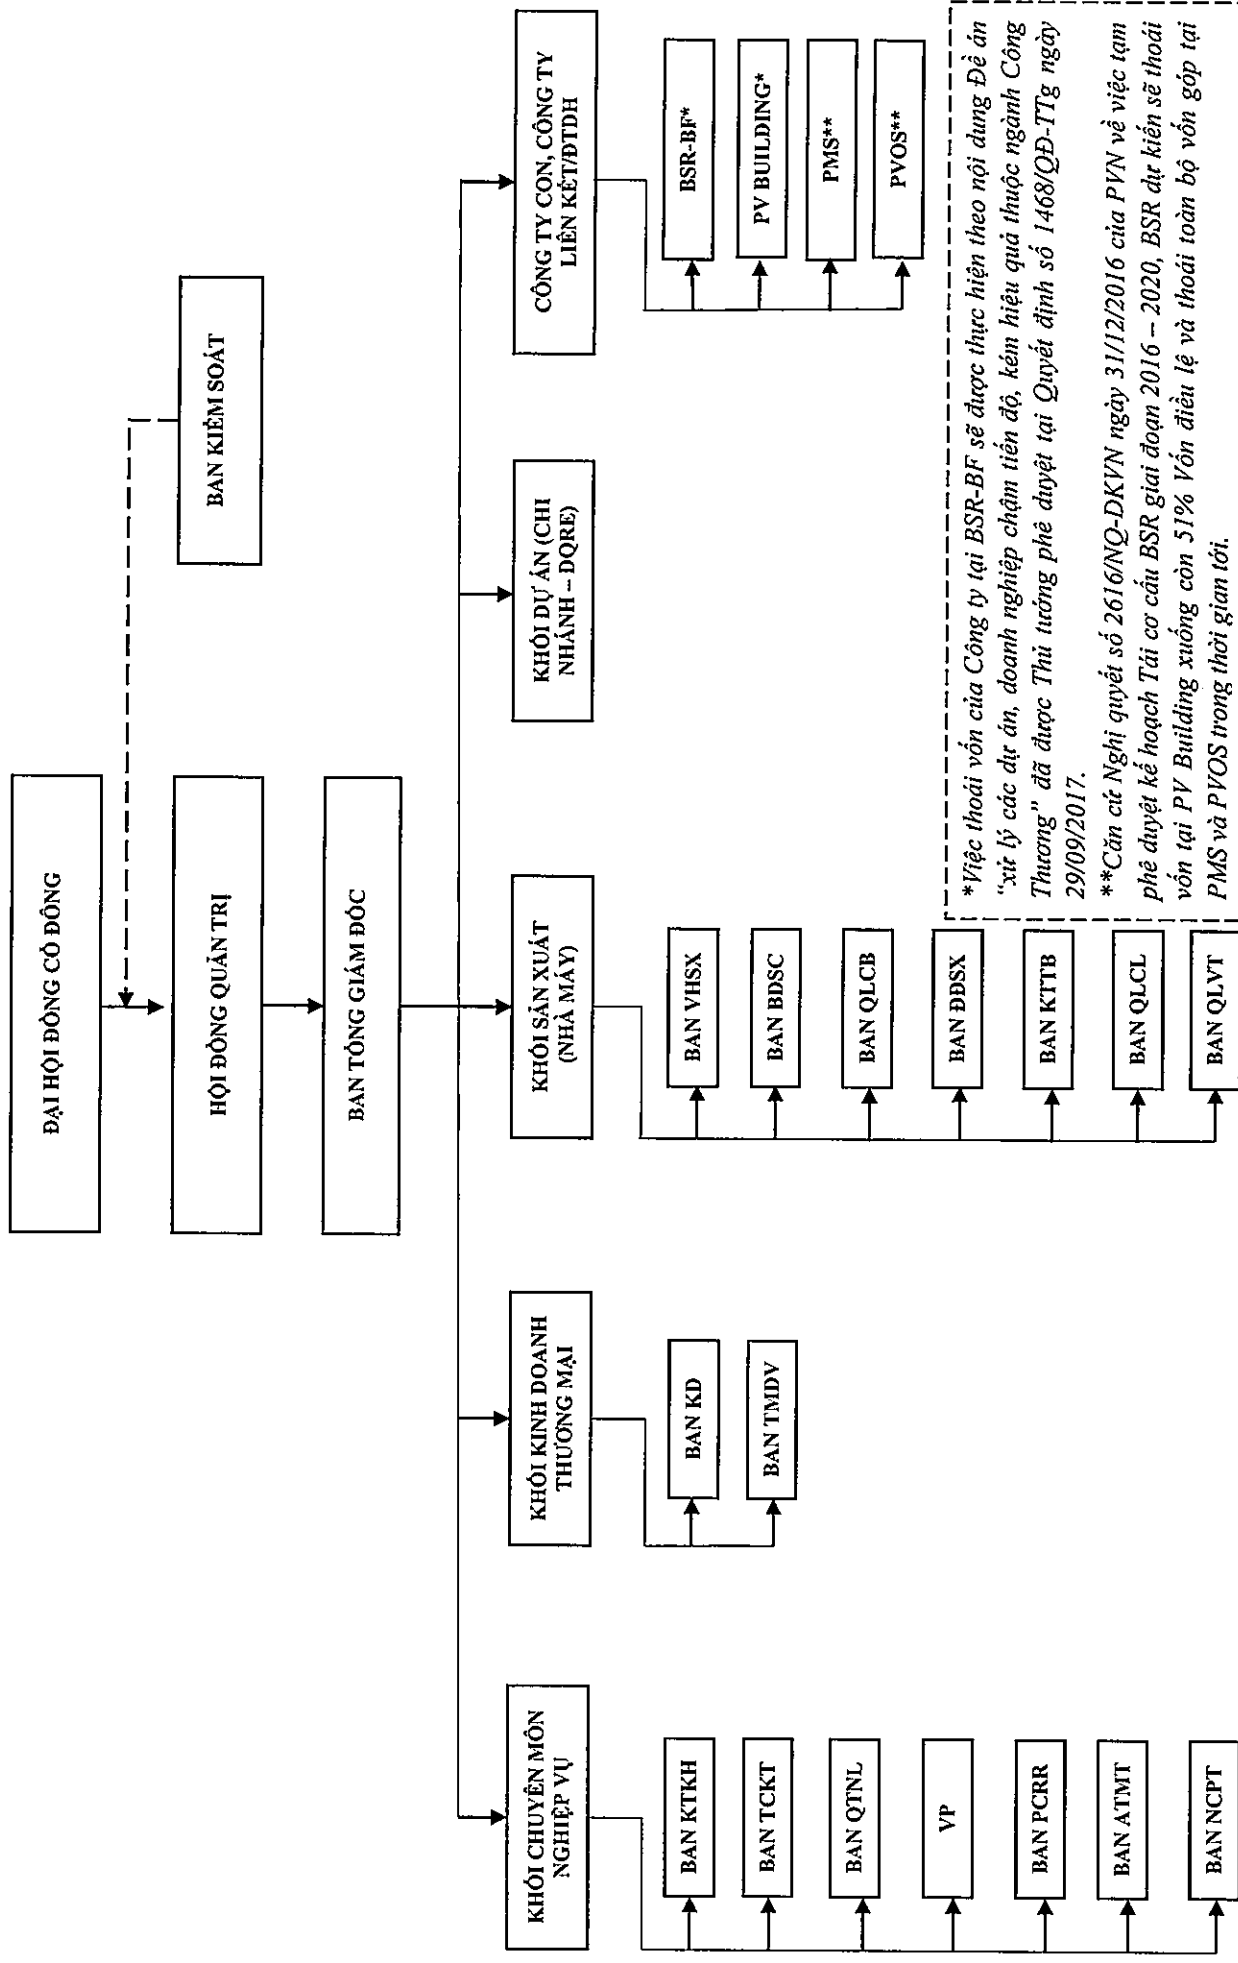 ĐẠI HỘI ĐỒNG CỔ ĐÔNG
BAN KIỂM SOÁT
HỘI ĐỒNG QUẢN TRỊ
BAN TỔNG GIÁM ĐỐC
KHỐI CHUYÊN MÔN
NGHIỆP VỤ
BAN KTKH
BAN TCKT
BAN QTNL
VP
BAN PCRR
BAN ATMT
BAN NCPT
KHỐI KINH DOANH
THƯƠNG MẠI
BAN KD
BAN TMDV
KHỐI SẢN XUẤT
(NHÀ MÁY)
BAN VHSX
BAN BDSC
BAN QLCB
BAN ĐĐSX
BAN KTTB
BAN QLCL
BAN QLVT
KHỐI DỰ ÁN (CHI
NHÁNH – DQRE)
CÔNG TY CON, CÔNG TY
LIÊN KẾT/ĐTDH
BSR-BF*
PV BUILDING*
PMS**
PVOS**
*Việc thoái vốn của Công ty tại BSR-BF sẽ được thực hiện theo nội dung Đề án
“xử lý các dự án, doanh nghiệp chậm tiến độ, kém hiệu quả thuộc ngành Công
Thương” đã được Thủ tướng phê duyệt tại Quyết định số 1468/QĐ-TTg ngày
29/09/2017.
**Căn cứ Nghị quyết số 2616/NQ-DKVN ngày 31/12/2016 của PVN về việc tạm
phê duyệt kế hoạch Tái cơ cấu BSR giai đoạn 2016 – 2020, BSR dự kiến sẽ thoái
vốn tại PV Building xuống còn 51% Vốn điều lệ và thoái toàn bộ vốn góp tại
PMS và PVOS trong thời gian tới.